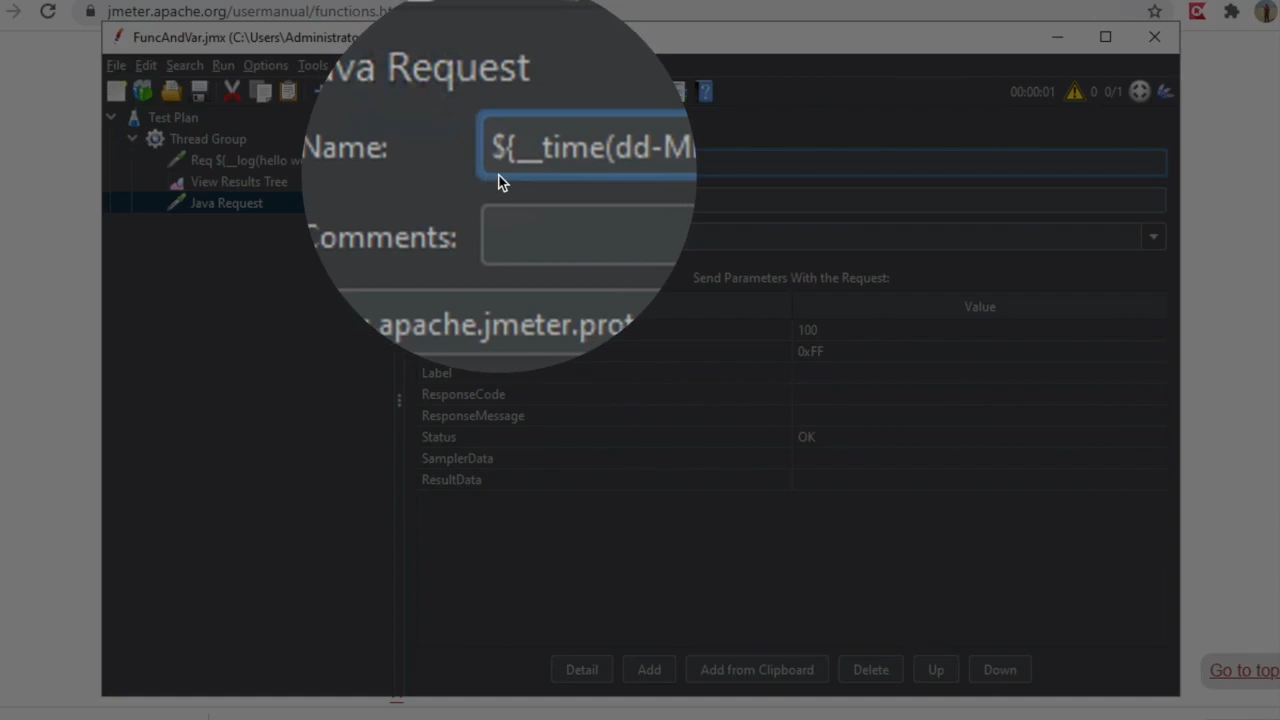 jmeter.apache.org/usermanual/functions.h
FuncAndVar.jmx (C:\Users\Administrato
File Edit Search Run Options Tools
00:00:01 0 0/1
Test Plan
Thread Group
Req ${__log(hello w
View Results Tree
Java Request
va Request
Name: ${__time(dd-M
Comments:
apache.jmeter.prot
Send Parameters With the Request:
Value
100
0xFF
Label
ResponseCode
ResponseMessage
Status OK
SamplerData
ResultData
Detail Add Add from Clipboard Delete Up Down
Go to top